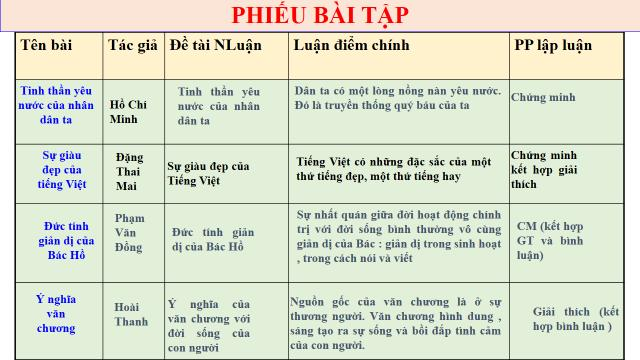 PHIẾU BÀI TẬP
Tên bài
Tác giả
Đề tài NLuận
Luận điểm chính
PP lập luận
Tinh thần yêu
nước của nhân
dân ta
Hồ Chí
Minh
Tinh thần yêu
nước của nhân
dân ta
Dân ta có một lòng nồng nàn yêu nước.
Đó là truyền thống quý báu của ta
Chứng minh
Sự giàu
đẹp của
tiếng Việt
Đặng
Thai
Mai
Sự giàu đẹp của
Tiếng Việt
Tiếng Việt có những đặc sắc của một
thứ tiếng đẹp, một thứ tiếng hay
Chứng minh
kết hợp giải
thích
Đức tính
giản dị của
Bác Hồ
Phạm
Văn
Đồng
Đức tính giản
dị của Bác Hồ
Sự nhất quán giữa đời hoạt động chính
trị với đời sống bình thường vô cùng
giản dị của Bác : giản dị trong sinh hoạt
, trong cách nói và viết
CM (kết hợp
GT và bình
luận)
Ý nghĩa
văn
chương
Hoài
Thanh
Ý nghĩa của
văn chương với
đời sống của
con người
Nguồn gốc của văn chương là ở sự
thương người. Văn chương hình dung ,
sáng tạo ra sự sống và bồi đắp tình cảm
của con người.
Giải thích (kết
hợp bình luận )